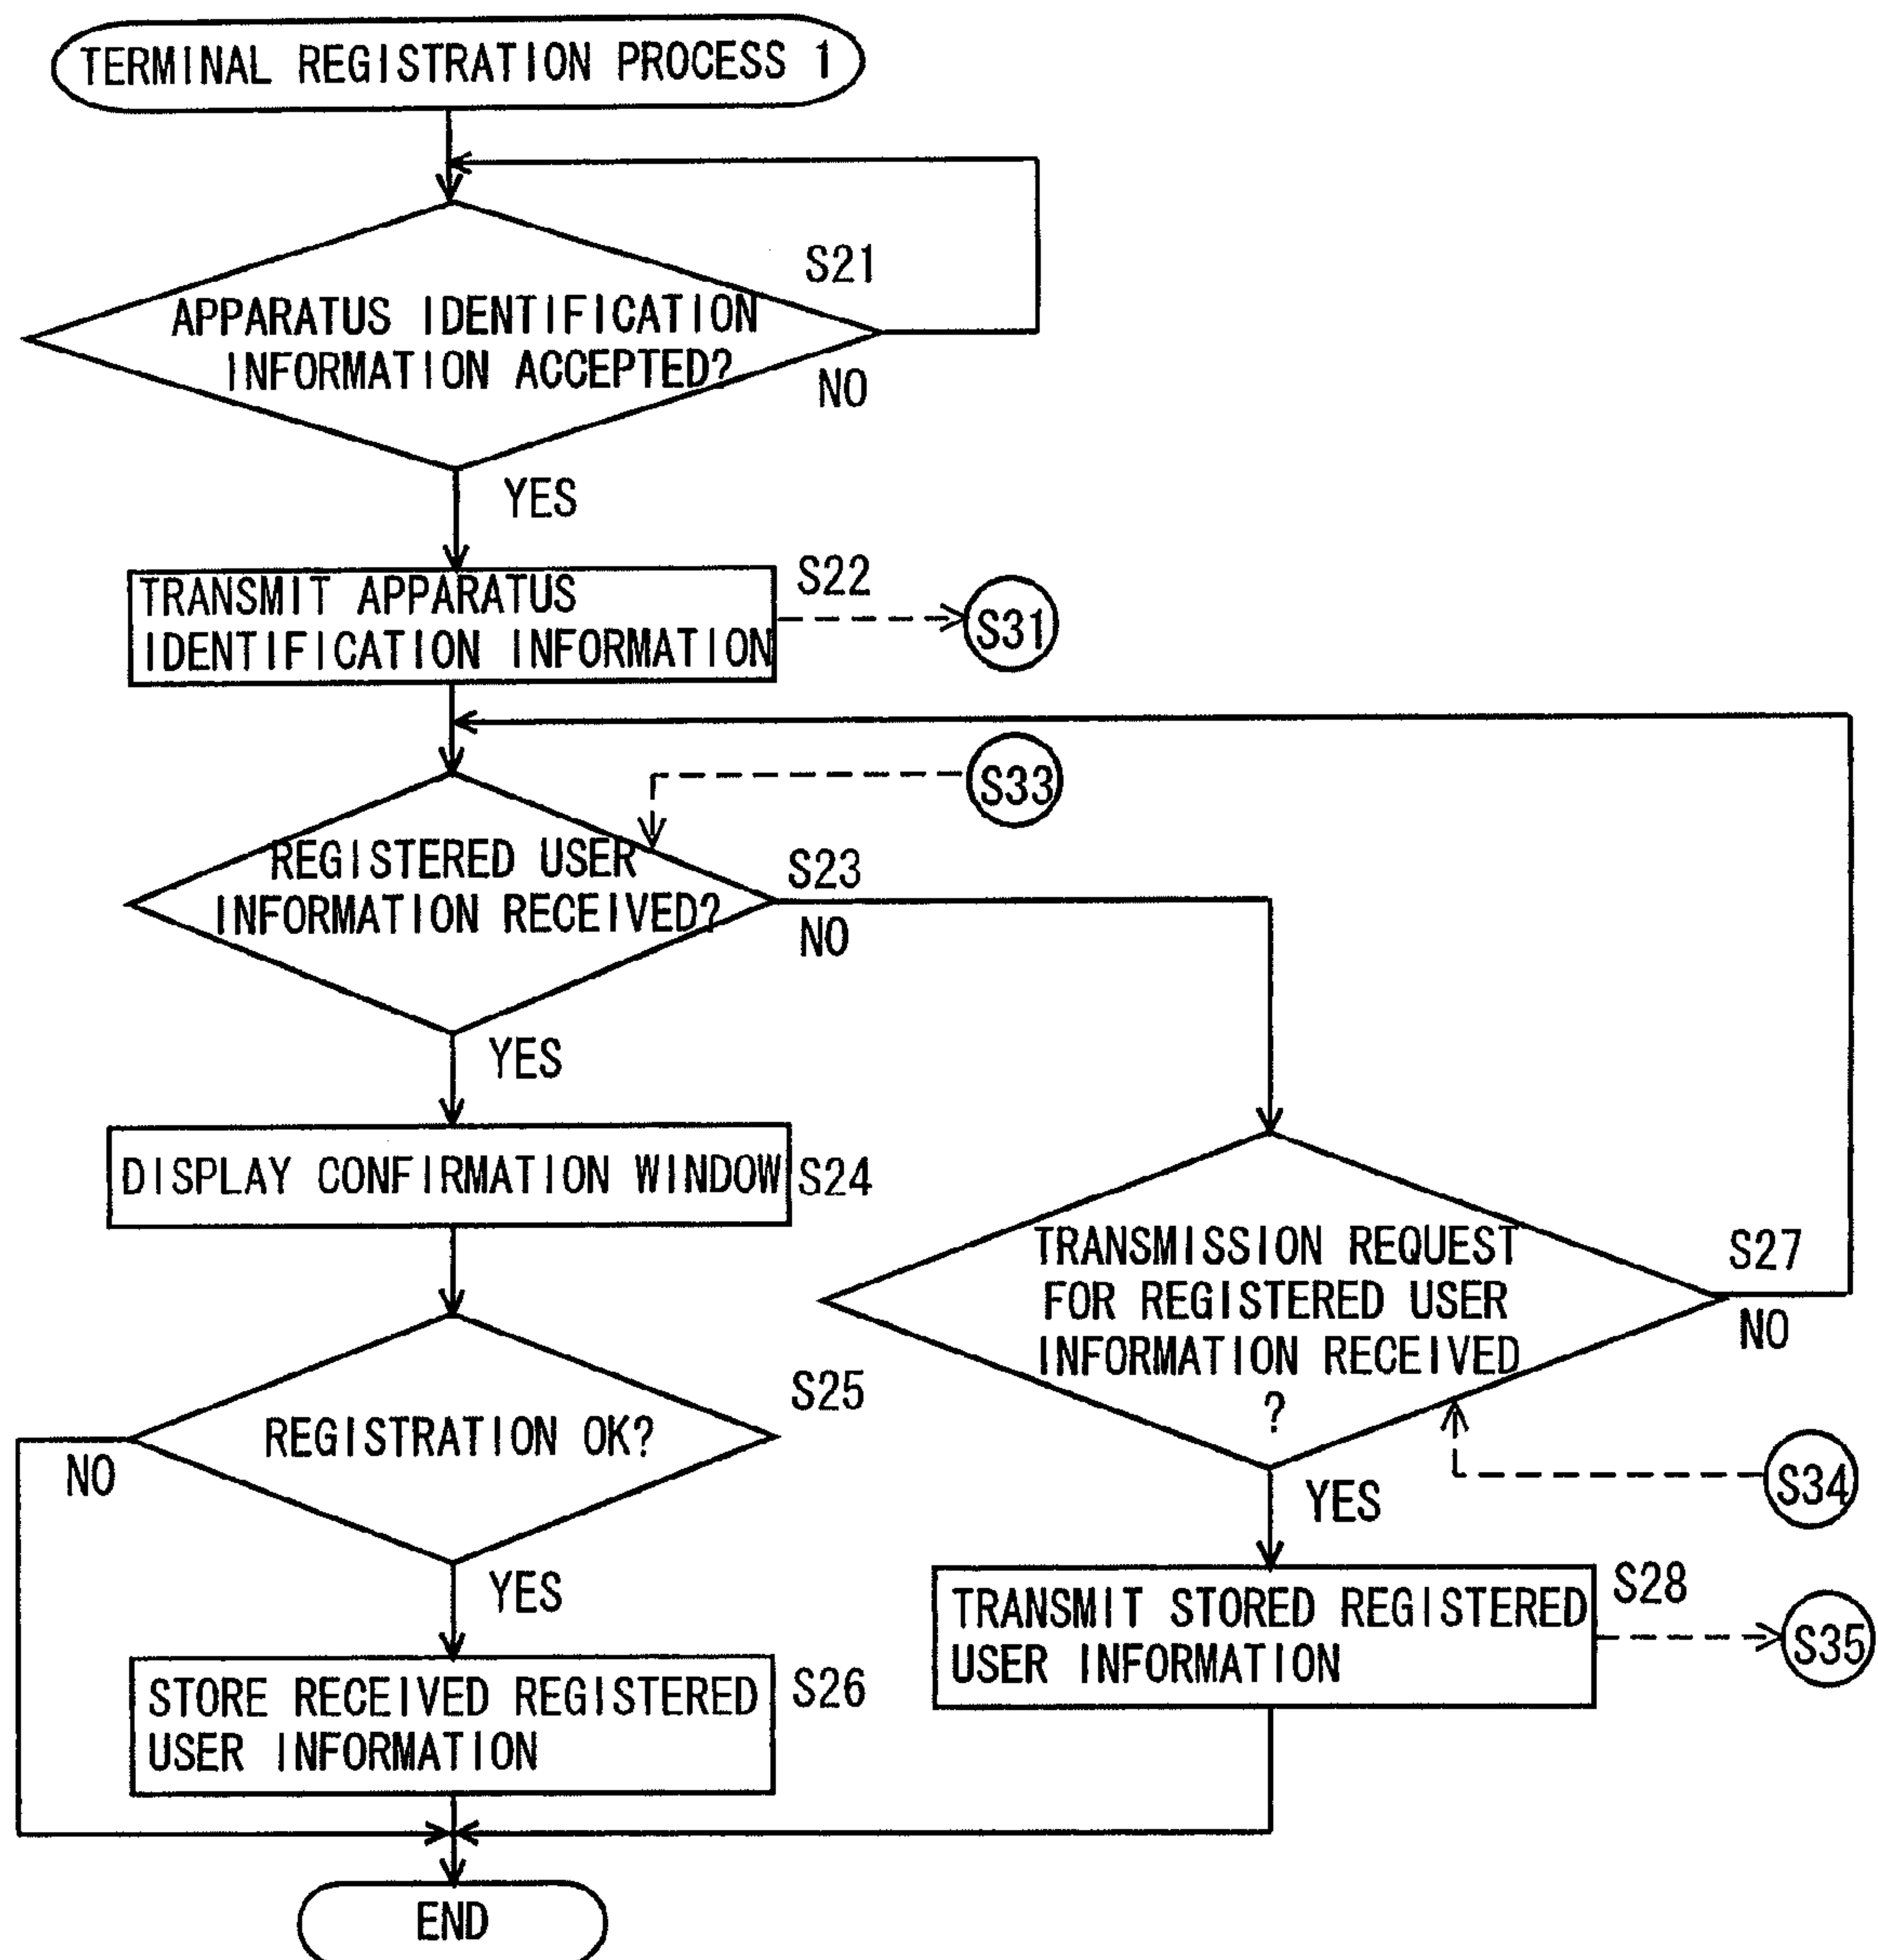 TERMINAL REGISTRATION PROCESS 1
S21
APPARATUS IDENTIFICATION
INFORMATION ACCEPTED?
NO
YES
S22
TRANSMIT APPARATUS
IDENTIFICATION INFORMATION
S31
S33
REGISTERED USER
INFORMATION RECEIVED?
S23
NO
YES
DISPLAY CONFIRMATION WINDOW
S24
TRANSMISSION REQUEST
FOR REGISTERED USER
INFORMATION RECEIVED
?
S27
NO
S25
REGISTRATION OK?
NO
S34
YES
YES
S28
TRANSMIT STORED REGISTERED
USER INFORMATION
S35
STORE RECEIVED REGISTERED
USER INFORMATION
S26
END